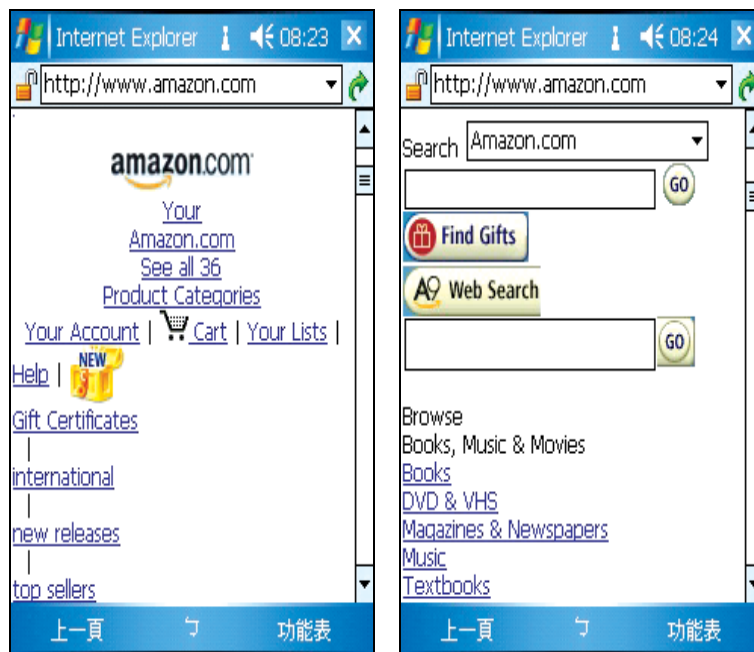 Internet Explorer 08:23
http://www.amazon.com
amazon.com
Your
Amazon.com
See all 36
Product Categories
Your Account | Cart | Your Lists |
Help | NEW
Gift Certificates
|
international
|
new releases
|
top sellers
上一頁 ㄅ 功能表
Internet Explorer 08:24
http://www.amazon.com
Search Amazon.com
GO
Find Gifts
A9 Web Search
GO
Browse
Books, Music & Movies
Books
DVD & VHS
Magazines & Newspapers
Music
Textbooks
上一頁 ㄅ 功能表